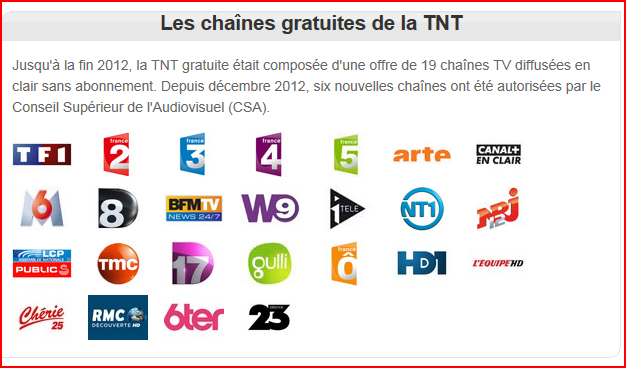 Les chaînes gratuites de la TNT
Jusqu'à la fin 2012, la TNT gratuite était composée d'une offre de 19 chaînes TV diffusées en
clair sans abonnement. Depuis décembre 2012, six nouvelles chaînes ont été autorisées par le
Conseil Supérieur de l'Audiovisuel (CSA).
TF1 france 2 france 3 france 4 france 5 arte CANAL+ EN CLAIR
M6 D8 BFM TV NEWS 24/7 W9 i TELE NT1 NRJ 12
LCP ASSEMBLÉE NATIONALE PUBLIC S TMC D17 gulli france ô HD1 L'EQUIPE HD
Chérie 25 RMC DECOUVERTE HD 6ter 23